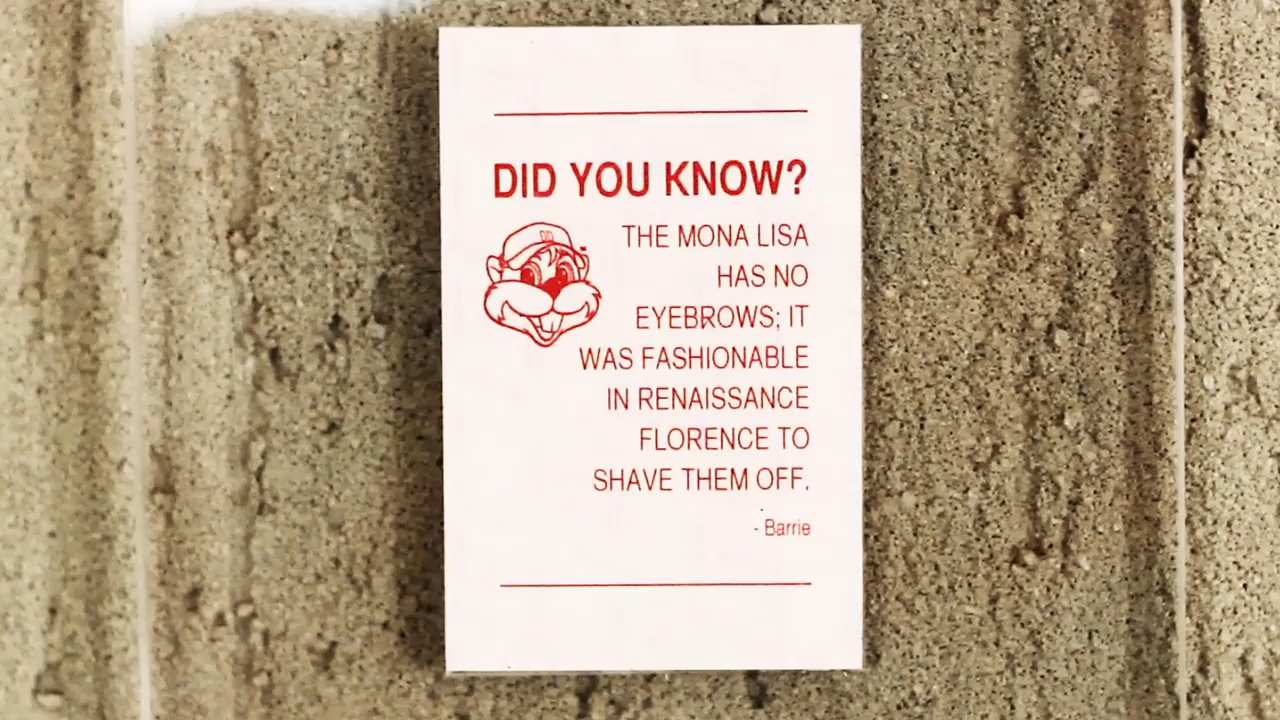 DID YOU KNOW?
THE MONA LISA
HAS NO
EYEBROWS; IT
WAS FASHIONABLE
IN RENAISSANCE
FLORENCE TO
SHAVE THEM OFF.
- Barrie